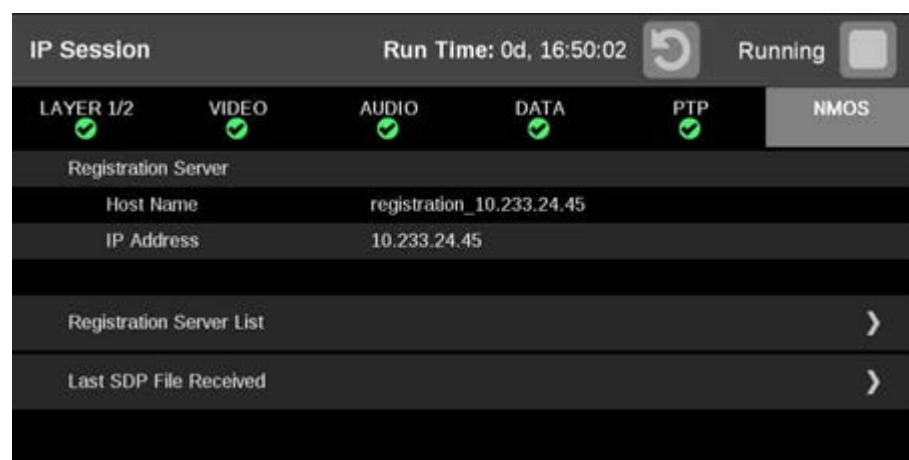 IP Session Run Time: 0d, 16:50:02 Running
LAYER 1/2 VIDEO AUDIO DATA PTP NMOS
Registration Server
Host Name registration_10.233.24.45
IP Address 10.233.24.45
Registration Server List
Last SDP File Received